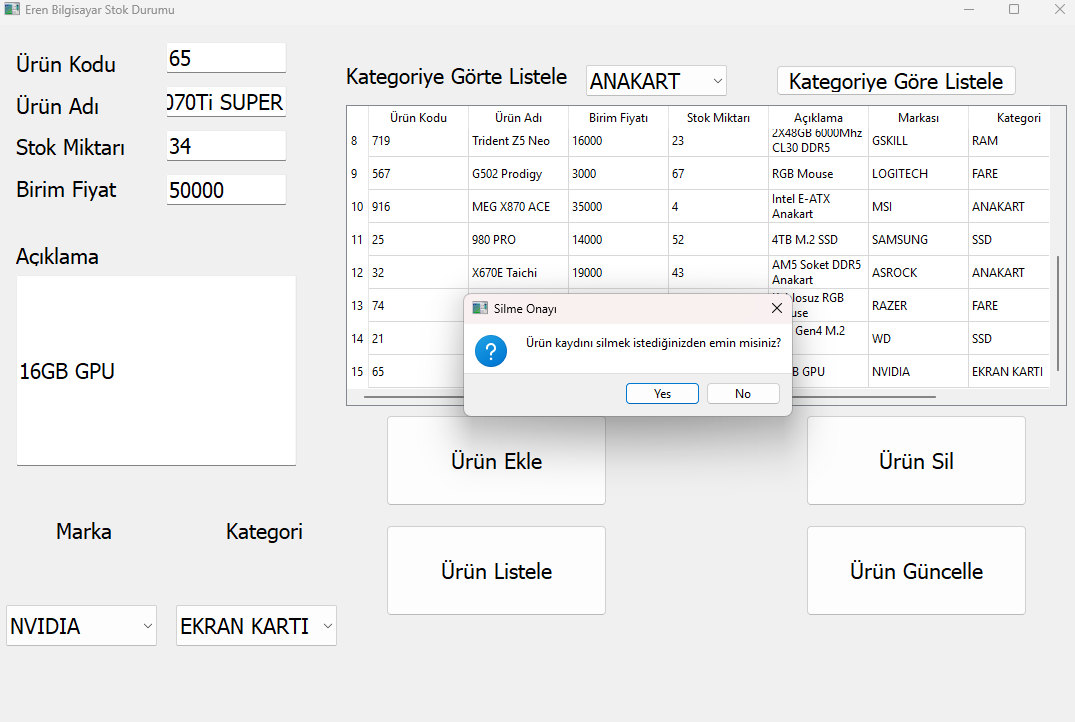 Eren Bilgisayar Stok Durumu
Ürün Kodu
65
Ürün Adı
070Ti SUPER
Stok Miktarı
34
Birim Fiyat
50000
Açıklama
16GB GPU
Marka
Kategori
NVIDIA
EKRAN KARTI
Kategoriye Görte Listele
ANAKART
Kategoriye Göre Listele
Ürün Kodu Ürün Adı Birim Fiyatı Stok Miktarı Açıklama Markası Kategori
8 719 Trident Z5 Neo 16000 23 2X48GB 6000Mhz CL30 DDR5 GSKILL RAM
9 567 G502 Prodigy 3000 67 RGB Mouse LOGITECH FARE
10 916 MEG X870 ACE 35000 4 Intel E-ATX Anakart MSI ANAKART
11 25 980 PRO 14000 52 4TB M.2 SSD SAMSUNG SSD
12 32 X670E Taichi 19000 43 AM5 Soket DDR5 Anakart ASROCK ANAKART
13 74 RGB RAZER FARE
14 21 Gen4 M.2 WD SSD
15 65 GPU NVIDIA EKRAN KARTI
Silme Onayı
Ürün kaydını silmek istediğinizden emin misiniz?
Yes
No
Ürün Ekle
Ürün Sil
Ürün Listele
Ürün Güncelle